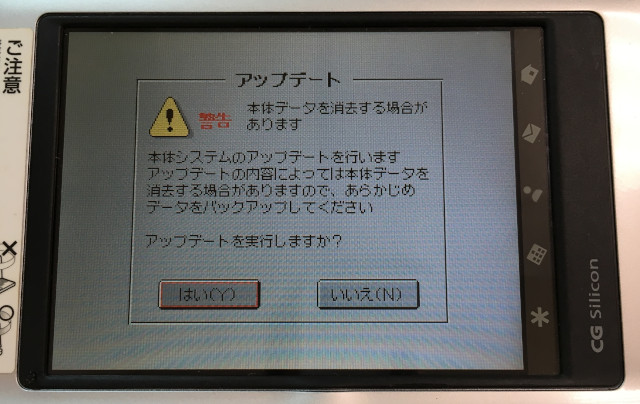 ご注意
アップデート
警告
本体データを消去する場合が
あります
本体システムのアップデートを行います
アップデートの内容によっては本体データを
消去する場合がありますので、あらかじめ
データをバックアップしてください
アップデートを実行しますか?
はい(Y)
いいえ(N)
CG Silicon